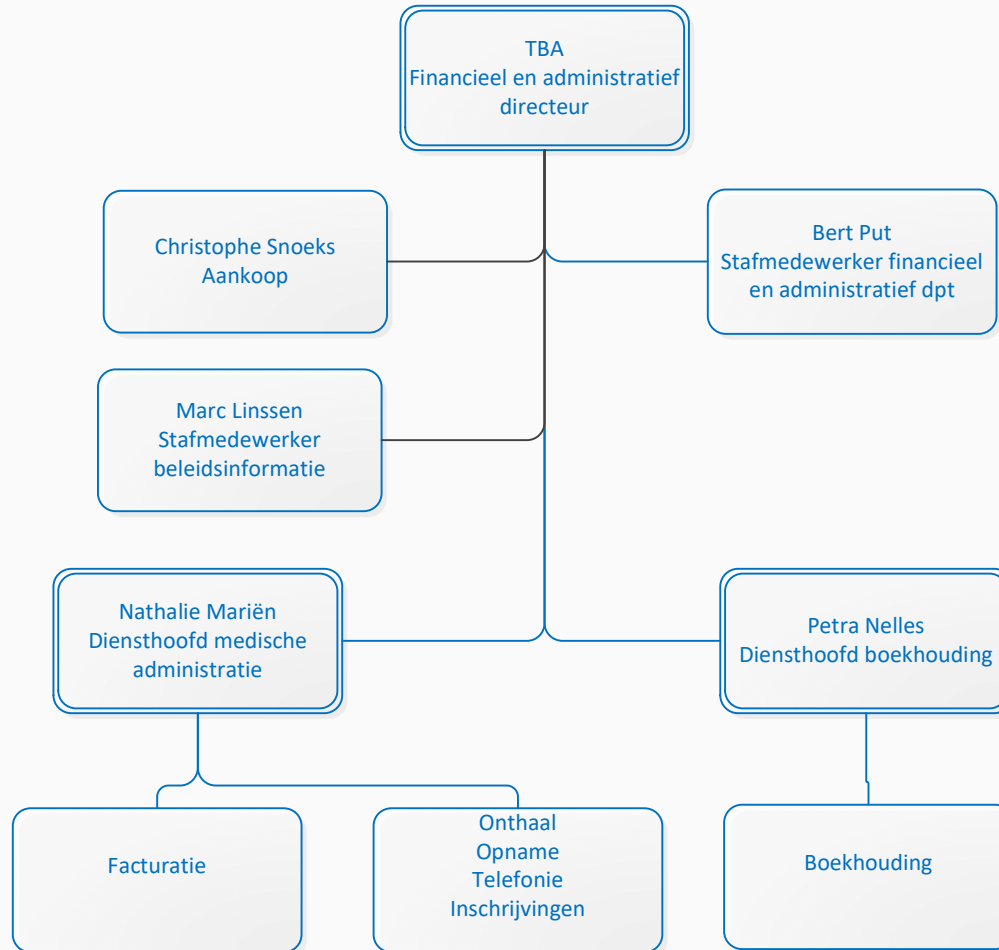 TBA
Financieel en administratief
directeur
Christophe Snoeks
Aankoop
Bert Put
Stafmedewerker financieel
en administratief dpt
Marc Linssen
Stafmedewerker
beleidsinformatie
Nathalie Mariën
Diensthoofd medische
administratie
Petra Nelles
Diensthoofd boekhouding
Facturatie
Onthaal
Opname
Telefonie
Inschrijvingen
Boekhouding